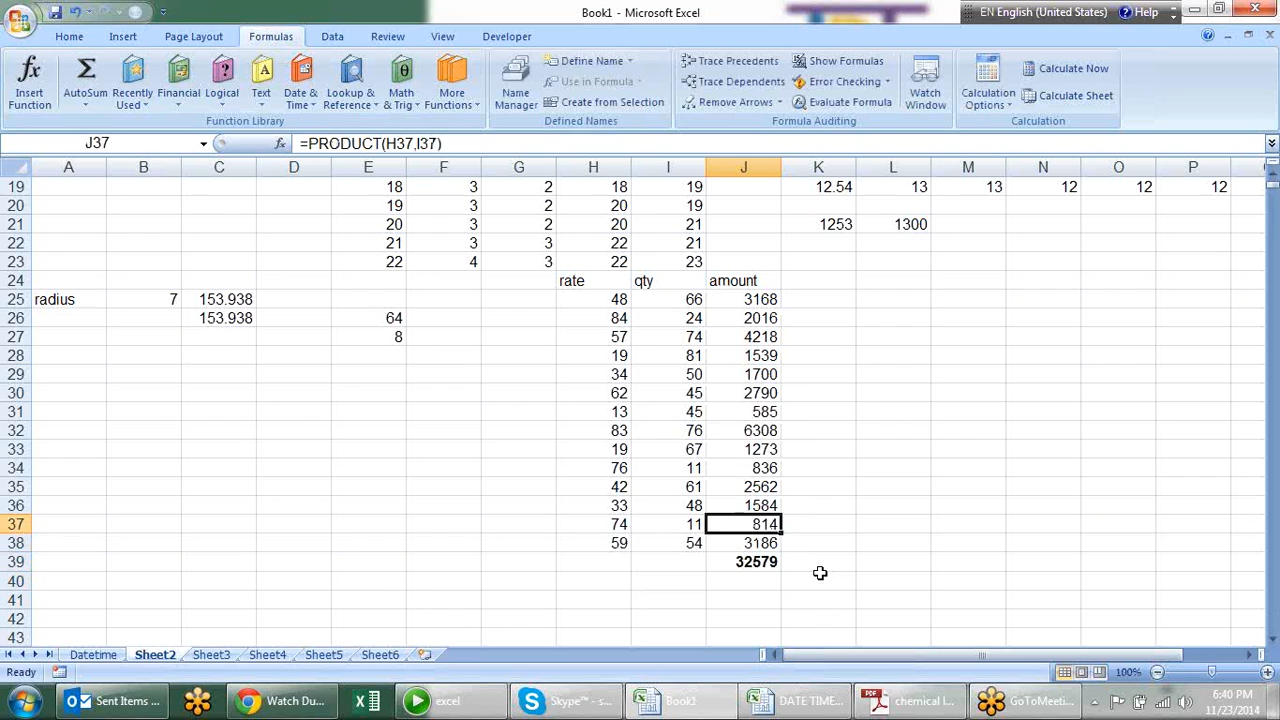 Book1 - Microsoft Excel
EN English (United States) Help
Home Insert Page Layout Formulas Data Review View Developer
Insert Function
AutoSum
Recently Used
Financial
Logical
Text
Date & Time
Lookup & Reference
Math & Trig
More Functions
Function Library
Name Manager
Define Name
Use in Formula
Create from Selection
Defined Names
Trace Precedents
Trace Dependents
Remove Arrows
Show Formulas
Error Checking
Evaluate Formula
Formula Auditing
Watch Window
Calculation Options
Calculate Now
Calculate Sheet
Calculation
J37 fx =PRODUCT(H37,I37)
A B C D E F G H I J K L M N O P
19 18 3 2 18 19 12.54 13 13 12 12 12
20 19 3 2 20 19
21 20 3 2 20 21 1253 1300
22 21 3 3 22 21
23 22 4 3 22 23
24 rate qty amount
25 radius 7 153.938 48 66 3168
26 153.938 64 84 24 2016
27 8 57 74 4218
28 19 81 1539
29 34 50 1700
30 62 45 2790
31 13 45 585
32 83 76 6308
33 19 67 1273
34 76 11 836
35 42 61 2562
36 33 48 1584
37 74 11 814
38 59 54 3186
39 32579
40
41
42
43
Datetime Sheet2 Sheet3 Sheet4 Sheet5 Sheet6
Ready 100%
Sent Items ... Watch Du... excel Skype™ - s... Book1 DATE TIME... chemical l... GoToMeeti... 6:40 PM
11/23/2014